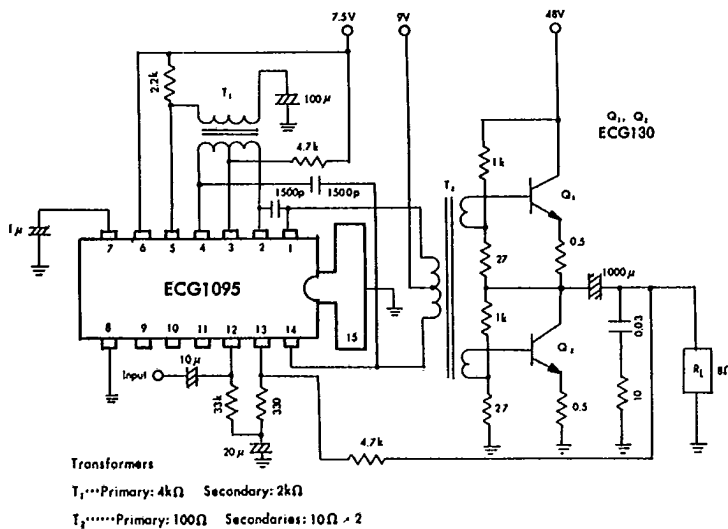 7.5V
9V
48V
2.2k
T₁
100μ
Q₁, Q₂
ECG130
4.7k
1k
1500p
1500p
T₂
Q₁
1μ
27
0.5
7 6 5 4 3 2 1
1000μ
ECG1095
1k
0.03
15
Q₂
R_L
8Ω
8 9 10 11 12 13 14
10μ
Input
33k
330
27
0.5
10
20μ
4.7k
Transformers
T₁···Primary: 4kΩ Secondary: 2kΩ
T₂······Primary: 100Ω Secondaries: 10Ω × 2